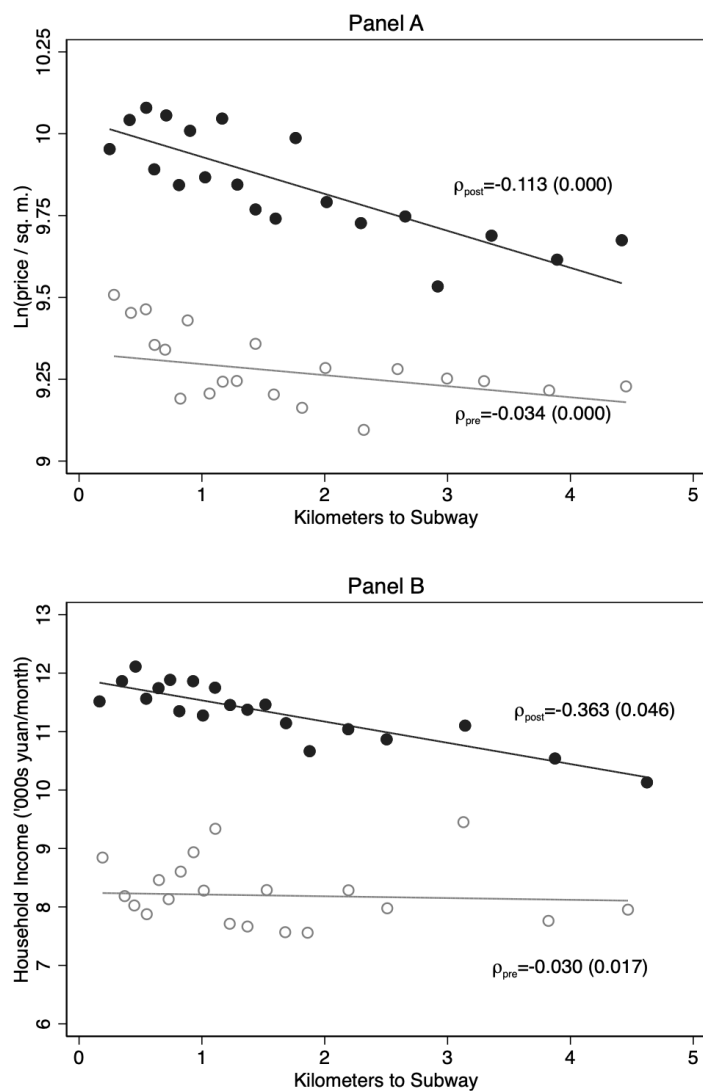 Panel A
Ln(price / sq. m.)
10.25
10
9.75
9.5
9.25
9
ρpost=-0.113 (0.000)
ρpre=-0.034 (0.000)
0 1 2 3 4 5
Kilometers to Subway
Panel B
Household Income ('000s yuan/month)
13
12
11
10
9
8
7
6
ρpost=-0.363 (0.046)
ρpre=-0.030 (0.017)
0 1 2 3 4 5
Kilometers to Subway